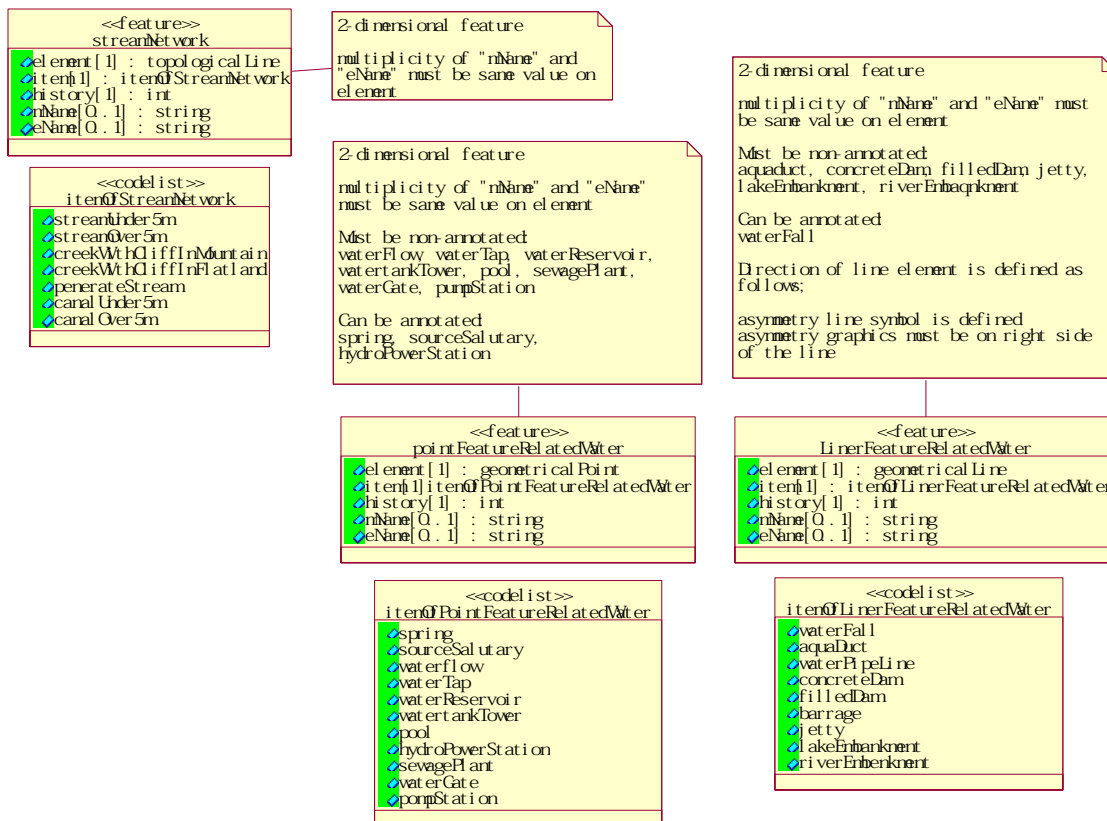 <<feature>>
streamNetwork
element[1] : topologicalLine
item[1] : itemOfStreamNetwork
history[1] : int
mName[0..1] : string
eName[0..1] : string
<<codelist>>
itemOfStreamNetwork
streamUnder5m
streamOver5m
creekWithCliffInMountain
creekWithCliffInFlatland
penerateStream
canalUnder5m
canalOver5m
2-dimensional feature
multiplicity of "mName" and
"eName" must be same value on
element
2-dimensional feature
multiplicity of "mName" and "eName"
must be same value on element
Must be non-annotated:
waterFlow, waterTap, waterReservoir,
watertankTower, pool, sewagePlant,
waterGate, pumpStation
Can be annotated:
spring, sourceSalutary,
hydroPowerStation
<<feature>>
pointFeatureRelatedWater
element[1] : geometricalPoint
item[1]itemOfPointFeatureRelatedWater
history[1] : int
mName[0..1] : string
eName[0..1] : string
<<codelist>>
itemOfPointFeatureRelatedWater
spring
sourceSalutary
waterflow
waterTap
waterReservoir
watertankTower
pool
hydroPowerStation
sewagePlant
waterGate
pompStation
2-dimensional feature
multiplicity of "mName" and "eName" must
be same value on element
Must be non-annotated:
aquaduct, concreteDam, filledDam, jetty,
lakeEmbankment, riverEmbaqnkment
Can be annotated:
waterFall
Direction of line element is defined as
follows;
asymmetry line symbol is defined
asymmetry graphics must be on right side
of the line
<<feature>>
LinerFeatureRelatedWater
element[1] : geometricalLine
item[1] : itemOfLinerFeatureRelatedWater
history[1] : int
mName[0..1] : string
eName[0..1] : string
<<codelist>>
itemOfLinerFeatureRelatedWater
waterFall
aquaDuct
waterPipeLine
concreteDam
filledDam
barrage
jetty
lakeEmbankment
riverEmbenkment